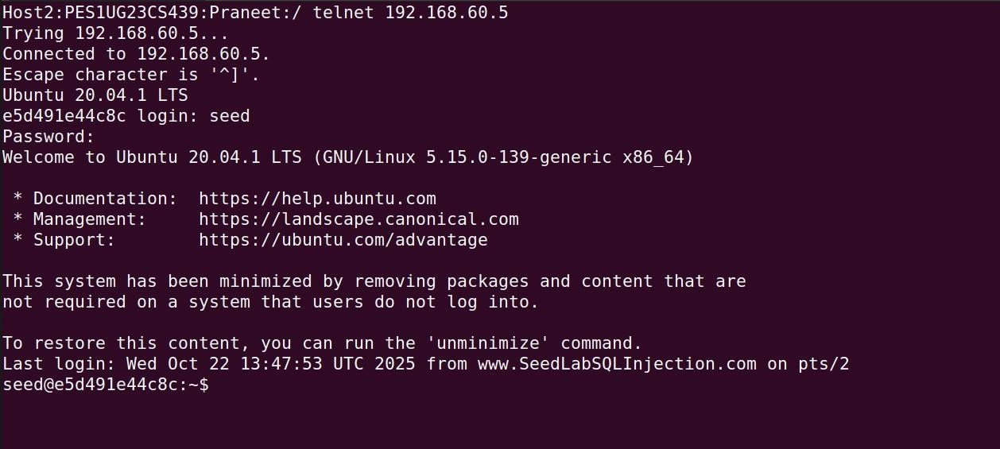 Host2:PES1UG23CS439:Praneet:/ telnet 192.168.60.5
Trying 192.168.60.5...
Connected to 192.168.60.5.
Escape character is '^]'.
Ubuntu 20.04.1 LTS
e5d491e44c8c login: seed
Password:
Welcome to Ubuntu 20.04.1 LTS (GNU/Linux 5.15.0-139-generic x86_64)

 * Documentation:  https://help.ubuntu.com
 * Management:     https://landscape.canonical.com
 * Support:        https://ubuntu.com/advantage

This system has been minimized by removing packages and content that are
not required on a system that users do not log into.

To restore this content, you can run the 'unminimize' command.
Last login: Wed Oct 22 13:47:53 UTC 2025 from www.SeedLabSQLInjection.com on pts/2
seed@e5d491e44c8c:~$